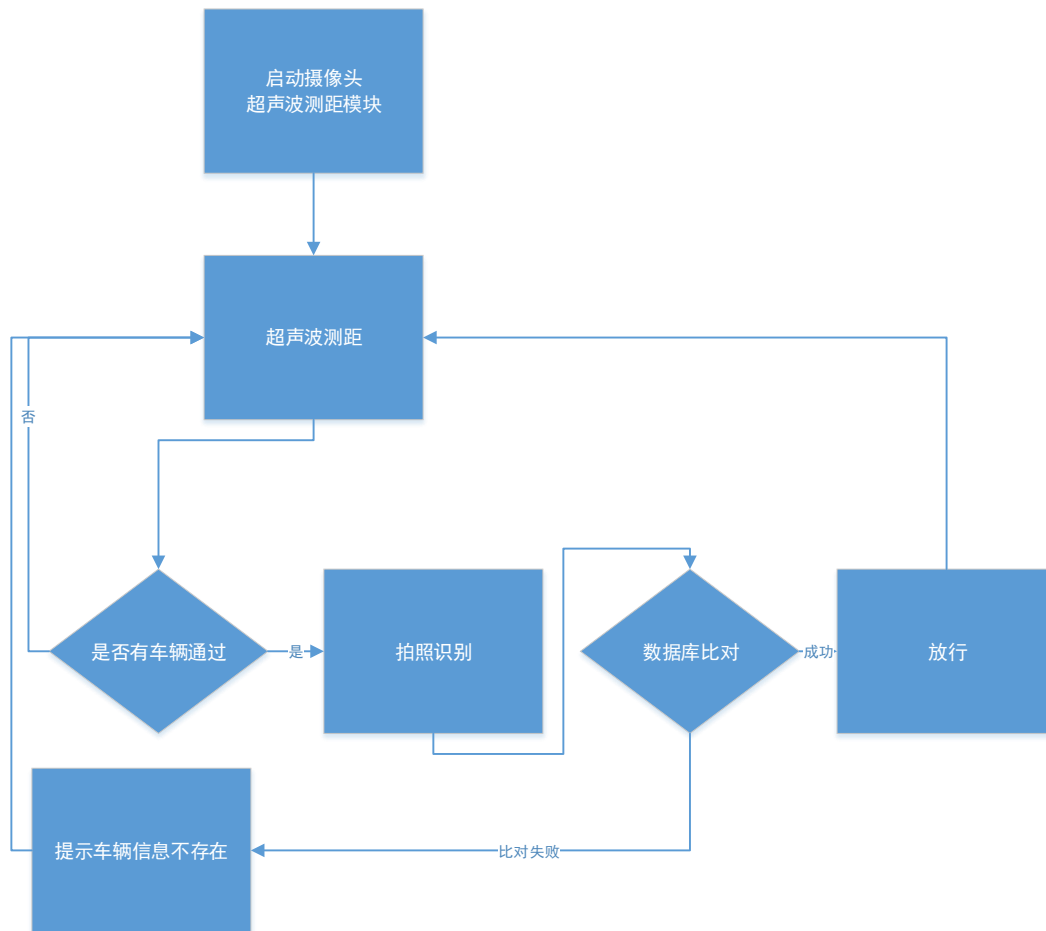 启动摄像头
超声波测距模块
超声波测距
否
是否有车辆通过
是
拍照识别
数据库比对
成功
放行
提示车辆信息不存在
比对失败